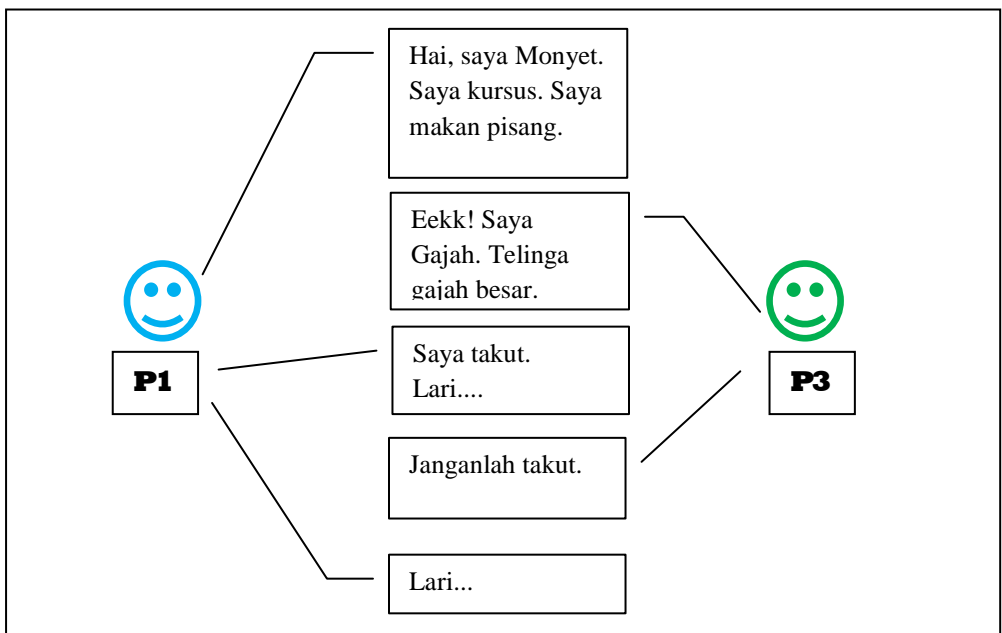 Hai, saya Monyet.
Saya kursus. Saya
makan pisang.
Eekk! Saya
Gajah. Telinga
gajah besar.
P1
Saya takut.
Lari....
P3
Janganlah takut.
Lari...